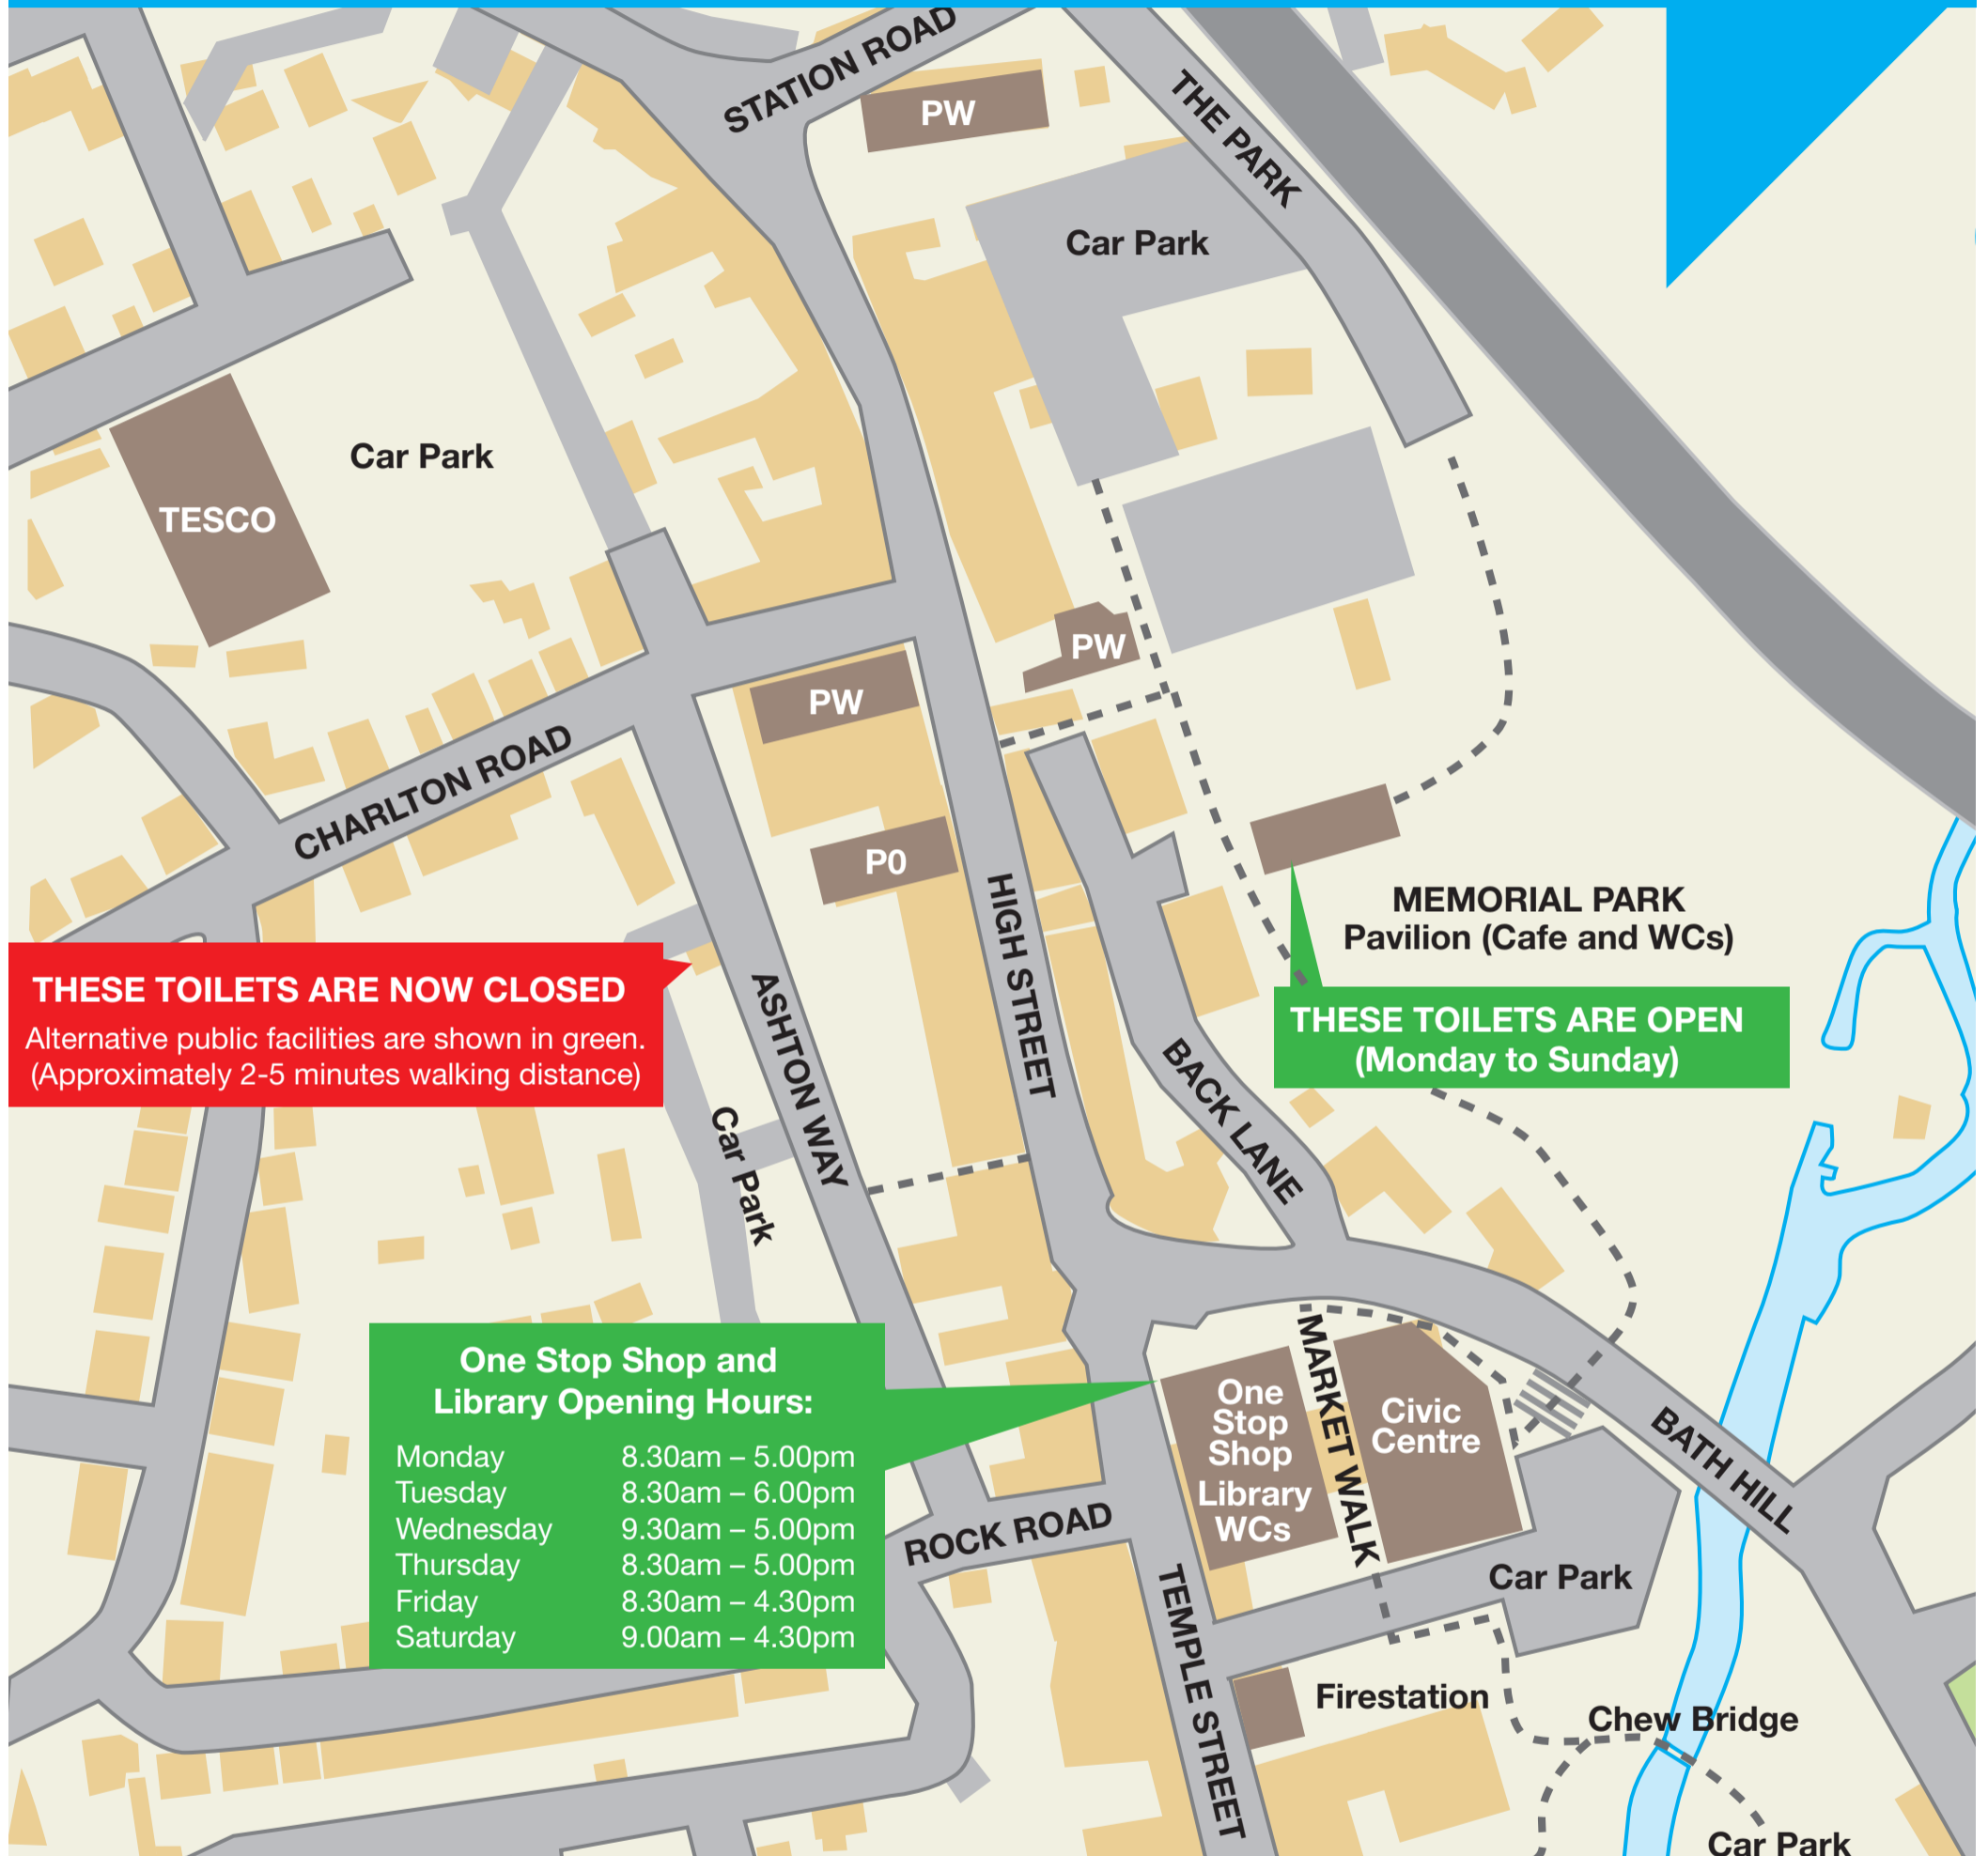 STATION ROAD
PW
THE PARK
Car Park
Car Park
TESCO
PW
PW
CHARLTON ROAD
P0
HIGH STREET
MEMORIAL PARK
Pavilion (Cafe and WCs)
THESE TOILETS ARE NOW CLOSED
Alternative public facilities are shown in green.
(Approximately 2-5 minutes walking distance)
ASHTON WAY
THESE TOILETS ARE OPEN
(Monday to Sunday)
BACK LANE
Car Park
One Stop Shop and
Library Opening Hours:
Monday 8.30am – 5.00pm
Tuesday 8.30am – 6.00pm
Wednesday 9.30am – 5.00pm
Thursday 8.30am – 5.00pm
Friday 8.30am – 4.30pm
Saturday 9.00am – 4.30pm
One
Stop
Shop
Library
WCs
MARKET WALK
Civic
Centre
BATH HILL
ROCK ROAD
Car Park
TEMPLE STREET
Firestation
Chew Bridge
Car Park